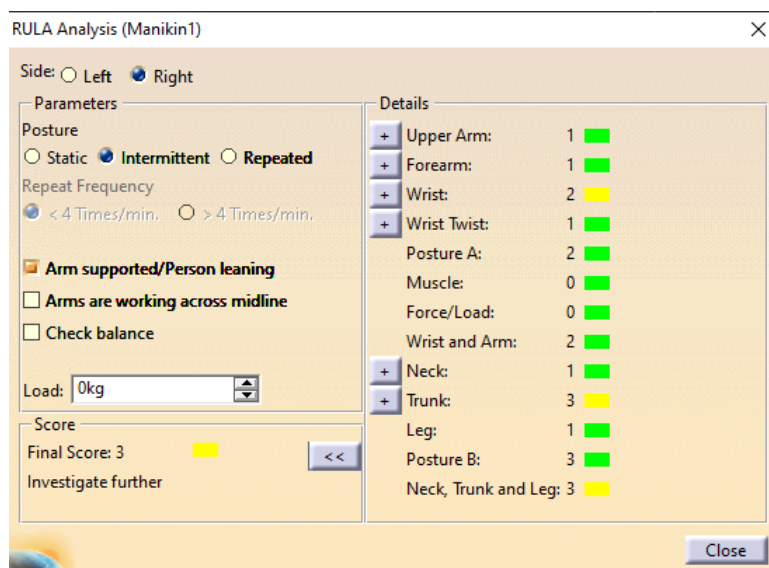 RULA Analysis (Manikin1)
Side: Left Right
Parameters
Posture
Static Intermittent Repeated
Repeat Frequency
< 4 Times/min. > 4 Times/min.
Arm supported/Person leaning
Arms are working across midline
Check balance
Load: 0kg
Score
Final Score: 3
<<
Investigate further
Details
+ Upper Arm: 1
+ Forearm: 1
+ Wrist: 2
+ Wrist Twist: 1
Posture A: 2
Muscle: 0
Force/Load: 0
Wrist and Arm: 2
+ Neck: 1
+ Trunk: 3
Leg: 1
Posture B: 3
Neck, Trunk and Leg: 3
Close